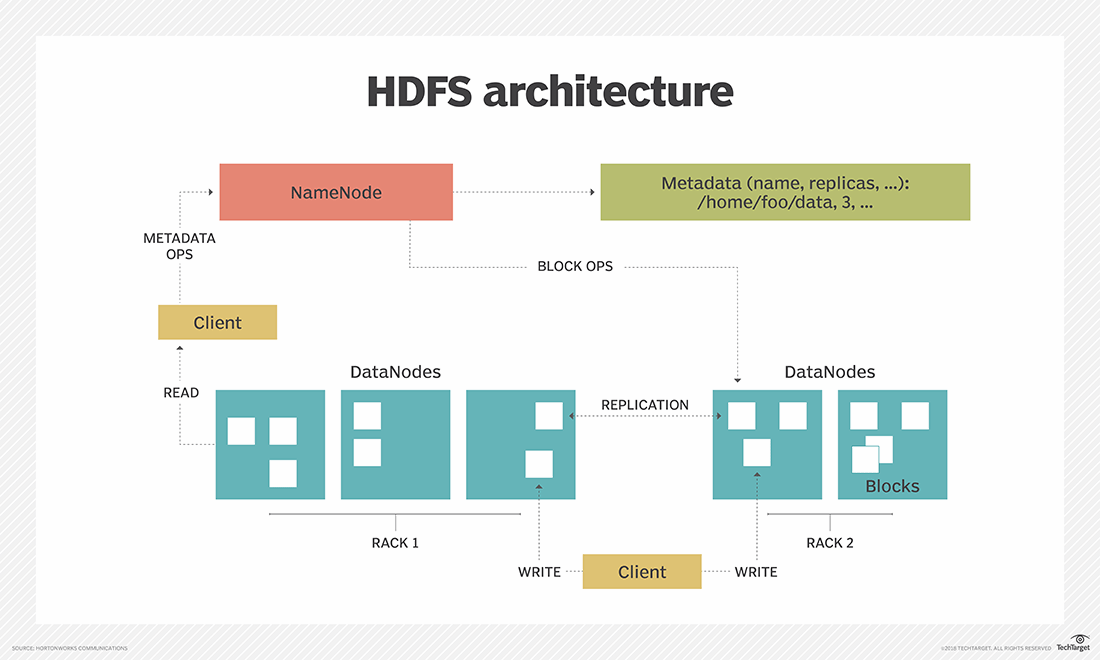 HDFS architecture
NameNode
Metadata (name, replicas, ...):
/home/foo/data, 3, ...
METADATA
OPS
BLOCK OPS
Client
READ
DataNodes
DataNodes
REPLICATION
Blocks
RACK 1
RACK 2
WRITE
Client
WRITE
SOURCE: HORTONWORKS COMMUNICATIONS
©2018 TECHTARGET. ALL RIGHTS RESERVED
TechTarget